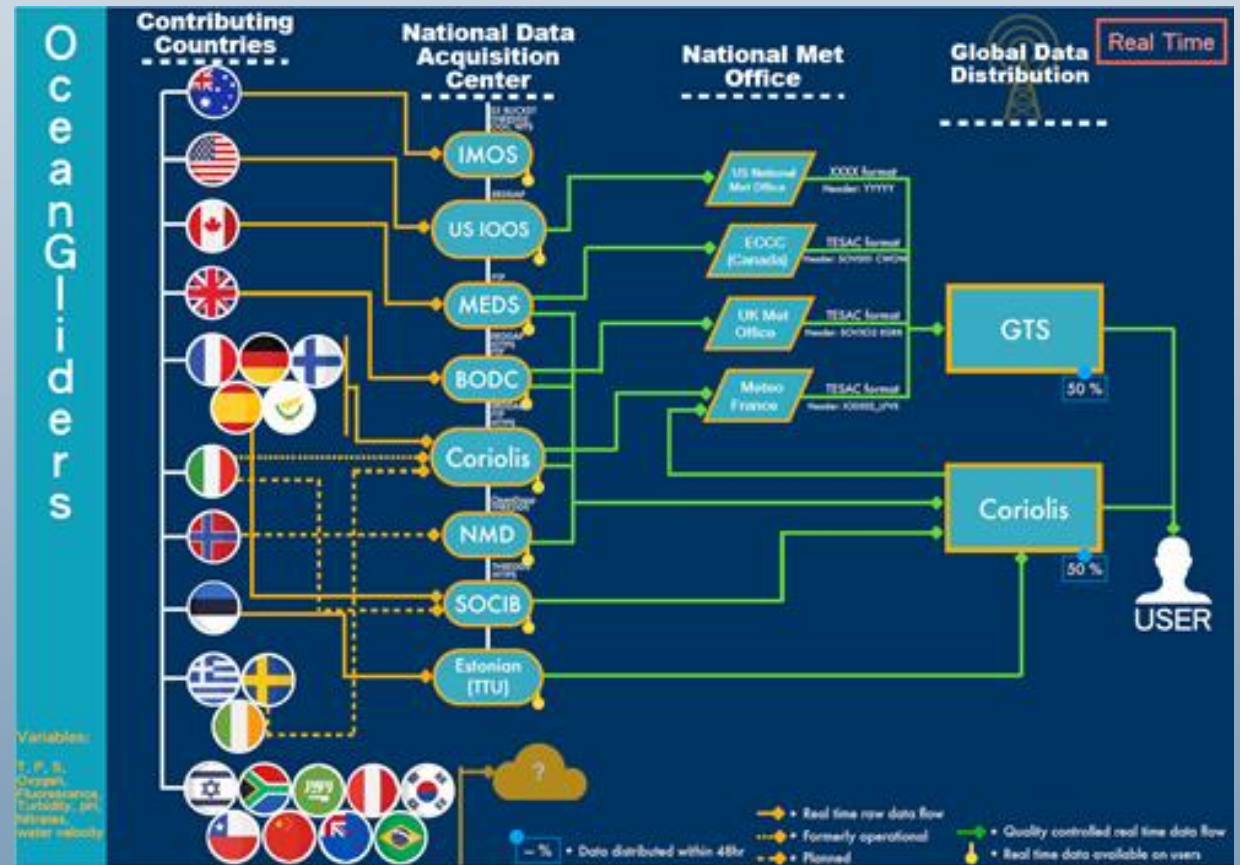 OceanGliders
Contributing
Countries
National Data
Acquisition
Center
National Met
Office
Global Data
Distribution
Real Time
IMOS
US IOOS
MEDS
BODC
Coriolis
NMD
SOCIB
Estonian
(TTU)
US National
Met Office
XXXX format
Header: YYYYY
ECCC
(Canada)
TESAC format
UK Met
Office
TESAC format
Meteo
France
TESAC format
GTS
50 %
Coriolis
50 %
USER
Variables:
T, P, S,
Oxygen,
Fluorescence,
Turbidity, pH,
Nitrates,
water velocity
?
– % • Data distributed within 48hr
• Real time raw data flow
• Formerly operational
• Planned
• Quality controlled real time data flow
• Real time data available on users